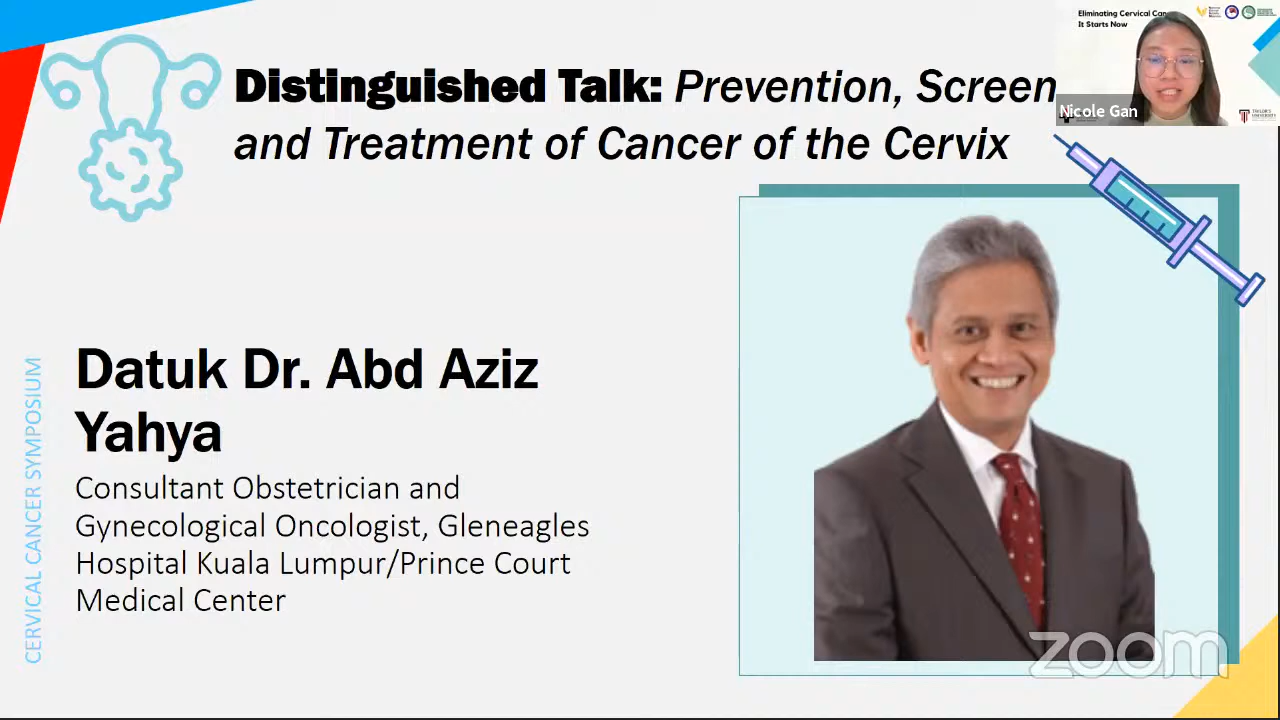 Distinguished Talk: Prevention, Screen
and Treatment of Cancer of the Cervix
Eliminating Cervical Can
It Starts Now
Nicole Gan
TAYLOR'S
UNIVERSITY
Datuk Dr. Abd Aziz
Yahya
Consultant Obstetrician and
Gynecological Oncologist, Gleneagles
Hospital Kuala Lumpur/Prince Court
Medical Center
CERVICAL CANCER SYMPOSIUM
zoom